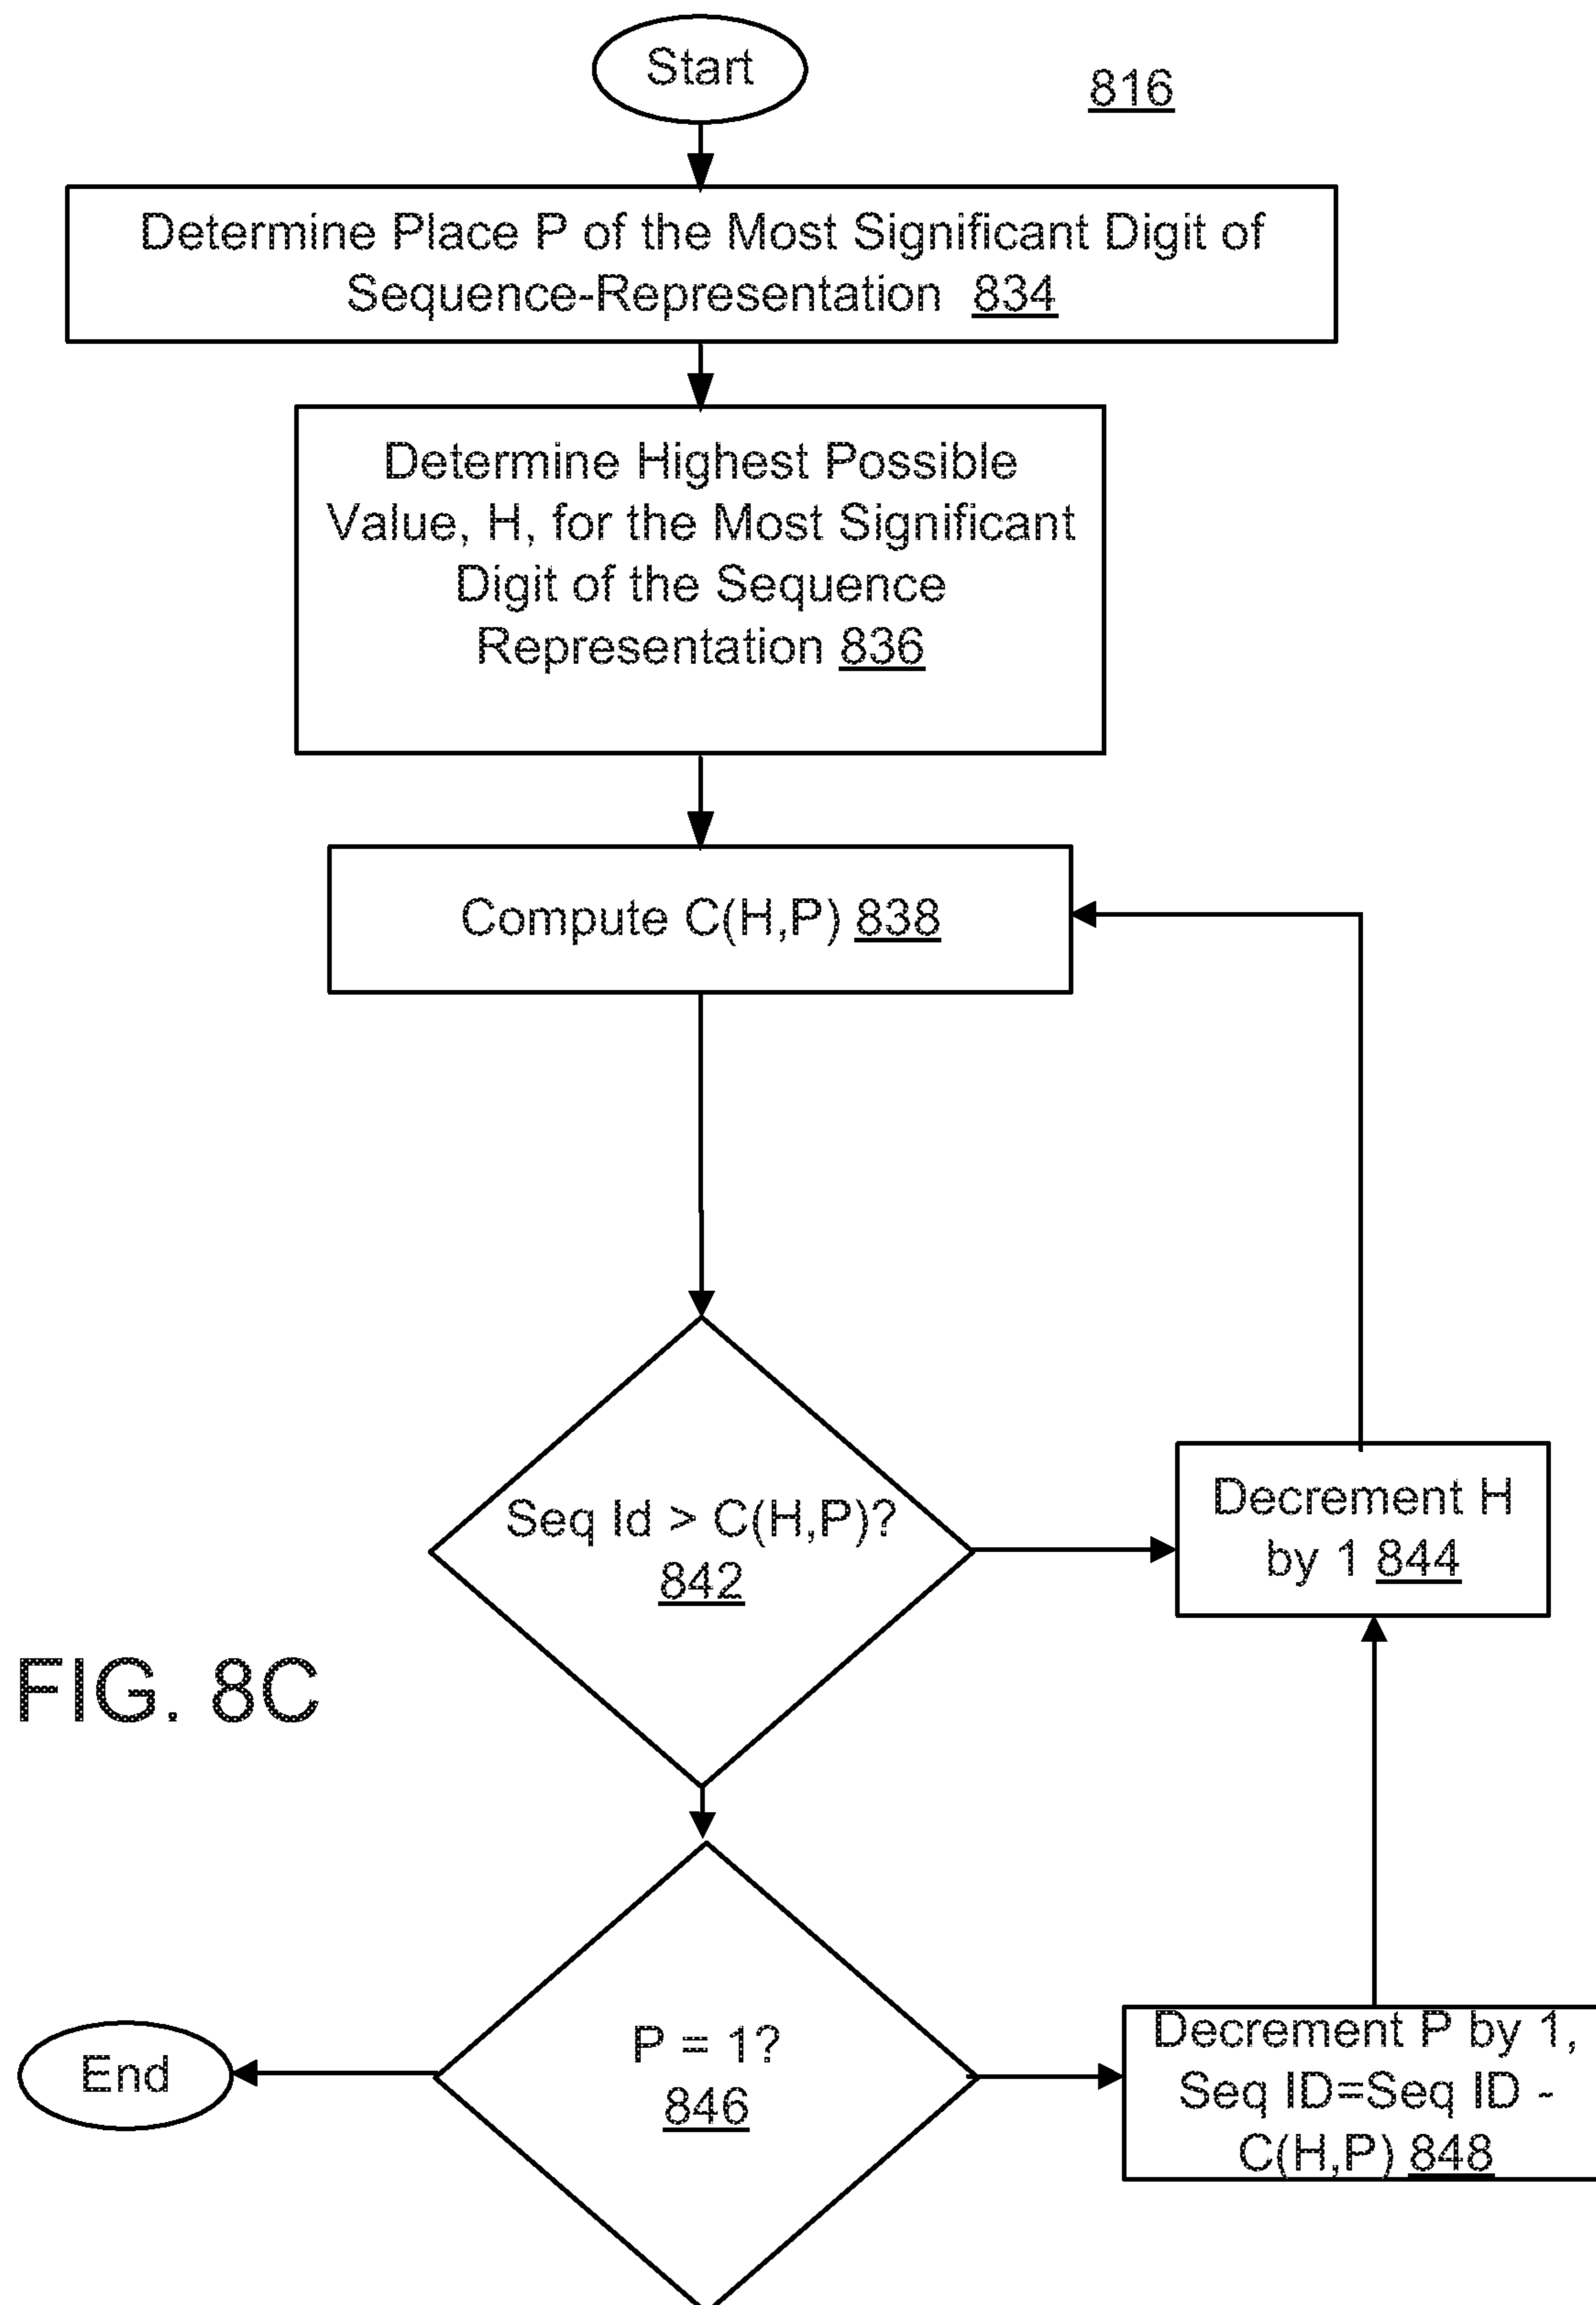 Start
816
Determine Place P of the Most Significant Digit of
Sequence-Representation 834
Determine Highest Possible
Value, H, for the Most Significant
Digit of the Sequence
Representation 836
Compute C(H,P) 838
Seq Id > C(H,P)?
842
Decrement H
by 1 844
FIG. 8C
P = 1?
846
End
Decrement P by 1,
Seq ID=Seq ID -
C(H,P) 848